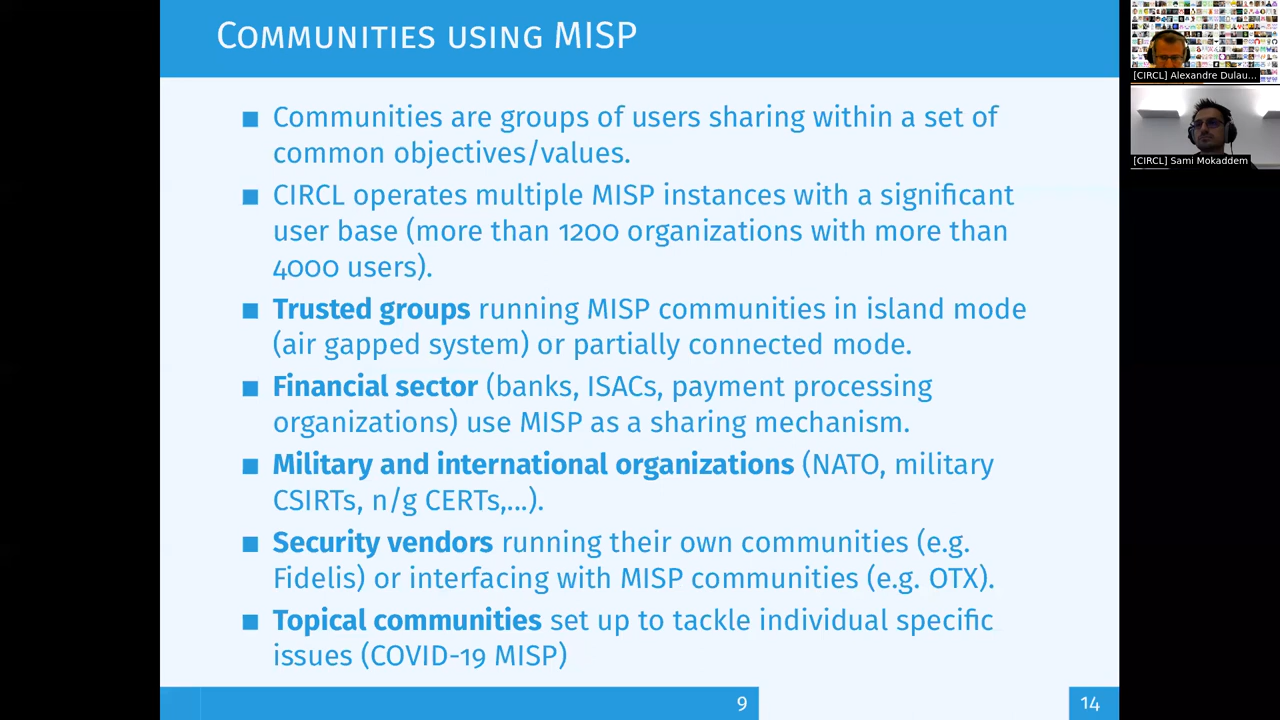 Communities using MISP
■ Communities are groups of users sharing within a set of
common objectives/values.
■ CIRCL operates multiple MISP instances with a significant
user base (more than 1200 organizations with more than
4000 users).
■ Trusted groups running MISP communities in island mode
(air gapped system) or partially connected mode.
■ Financial sector (banks, ISACs, payment processing
organizations) use MISP as a sharing mechanism.
■ Military and international organizations (NATO, military
CSIRTs, n/g CERTs,...).
■ Security vendors running their own communities (e.g.
Fidelis) or interfacing with MISP communities (e.g. OTX).
■ Topical communities set up to tackle individual specific
issues (COVID-19 MISP)
9
14
[CIRCL] Alexandre Dulau...
[CIRCL] Sami Mokaddem